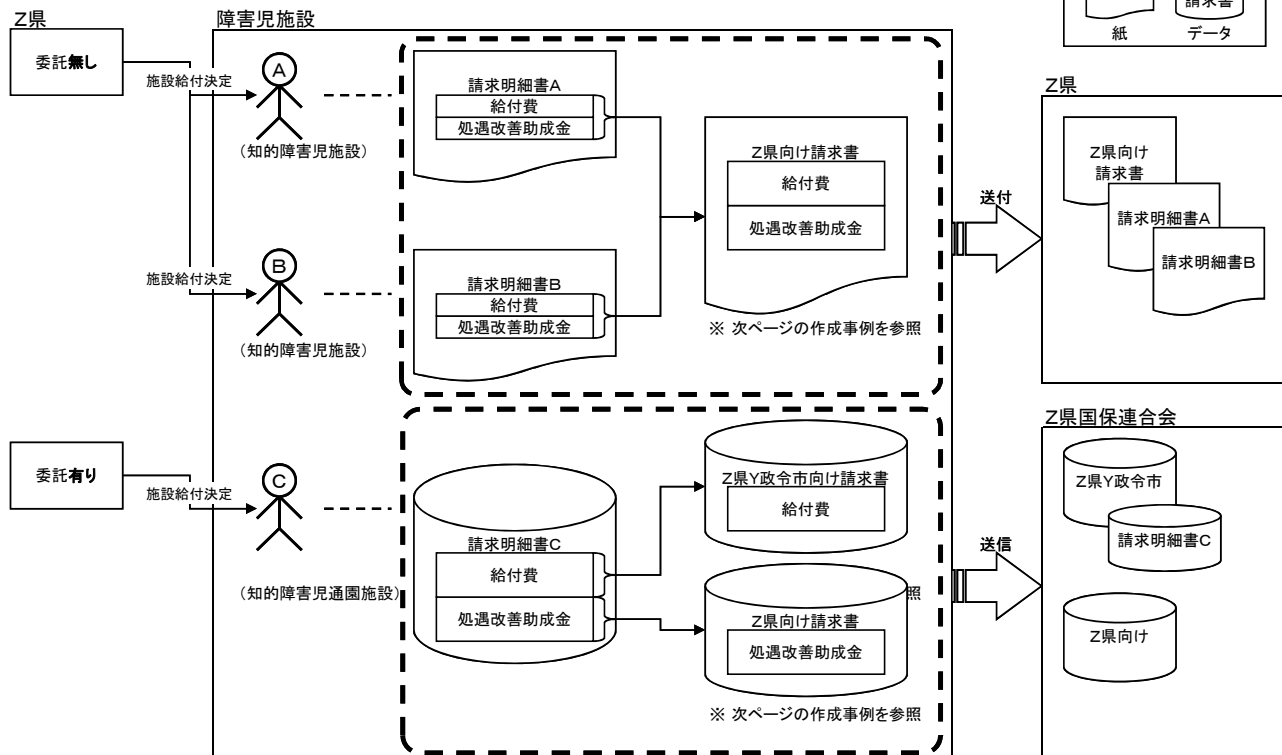 請求書
紙
データ
Z県
委託無し
障害児施設
施設給付決定
A
(知的障害児施設)
請求明細書A
給付費
処遇改善助成金
Z県向け請求書
給付費
処遇改善助成金
※ 次ページの作成事例を参照
施設給付決定
B
(知的障害児施設)
請求明細書B
給付費
処遇改善助成金
送付
Z県
Z県向け
請求書
請求明細書A
請求明細書B
委託有り
施設給付決定
C
(知的障害児通園施設)
請求明細書C
給付費
処遇改善助成金
Z県Y政令市向け請求書
給付費
照
Z県向け請求書
処遇改善助成金
※ 次ページの作成事例を参照
送信
Z県国保連合会
Z県Y政令市
請求明細書C
Z県向け